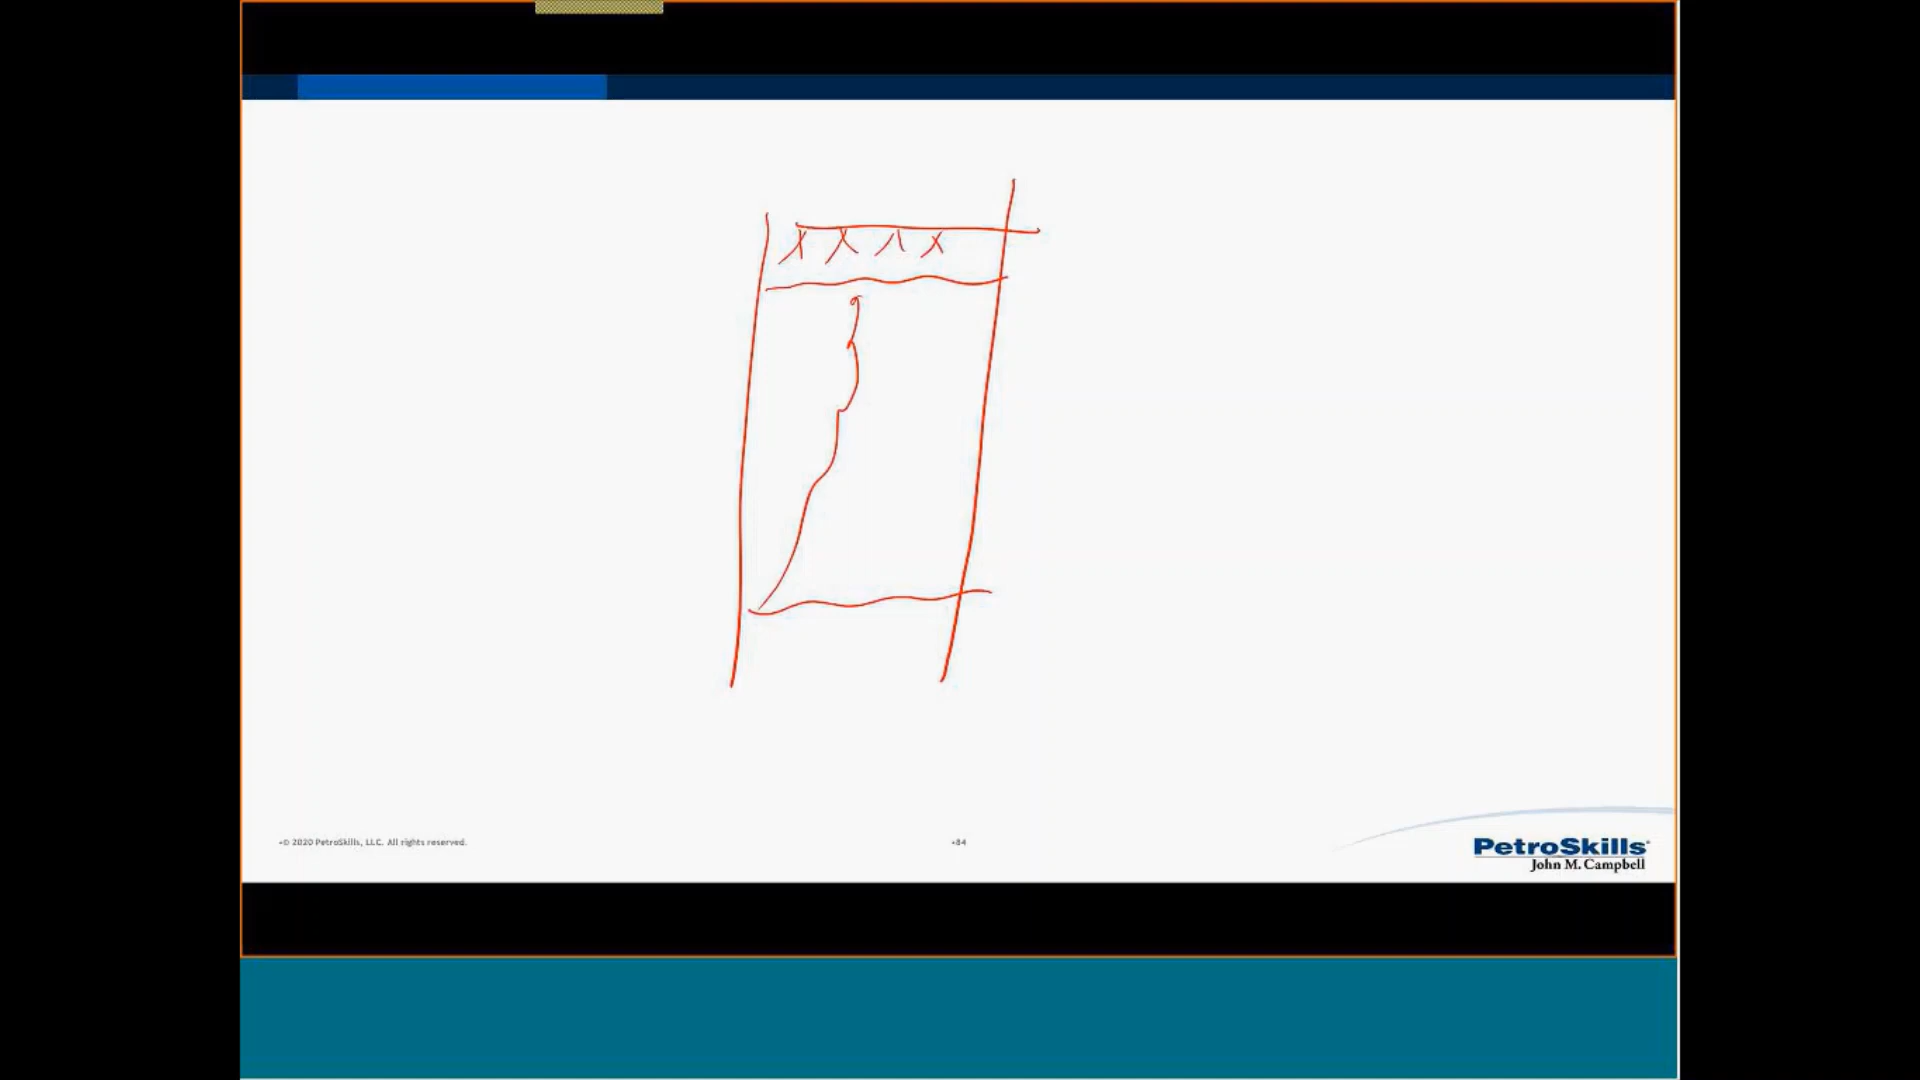 •© 2020 PetroSkills, LLC. All rights reserved.
•84
PetroSkills
John M. Campbell